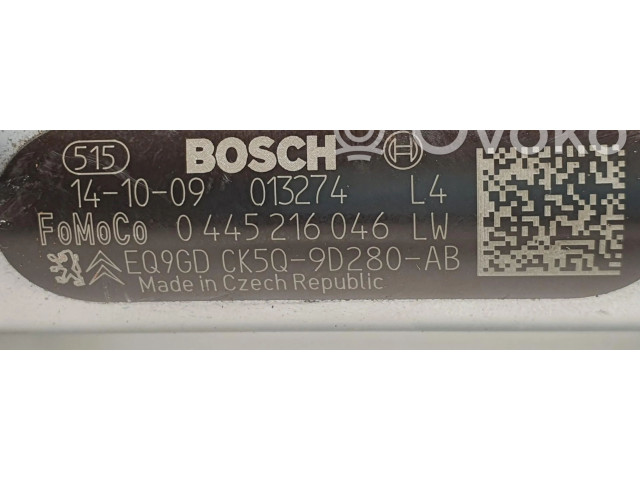 Ovoko
515 BOSCH
14-10-09 013274 L4
FoMoCo 0 445 216 046 LW
EQ9GD CK5Q-9D280-AB
Made in Czech Republic